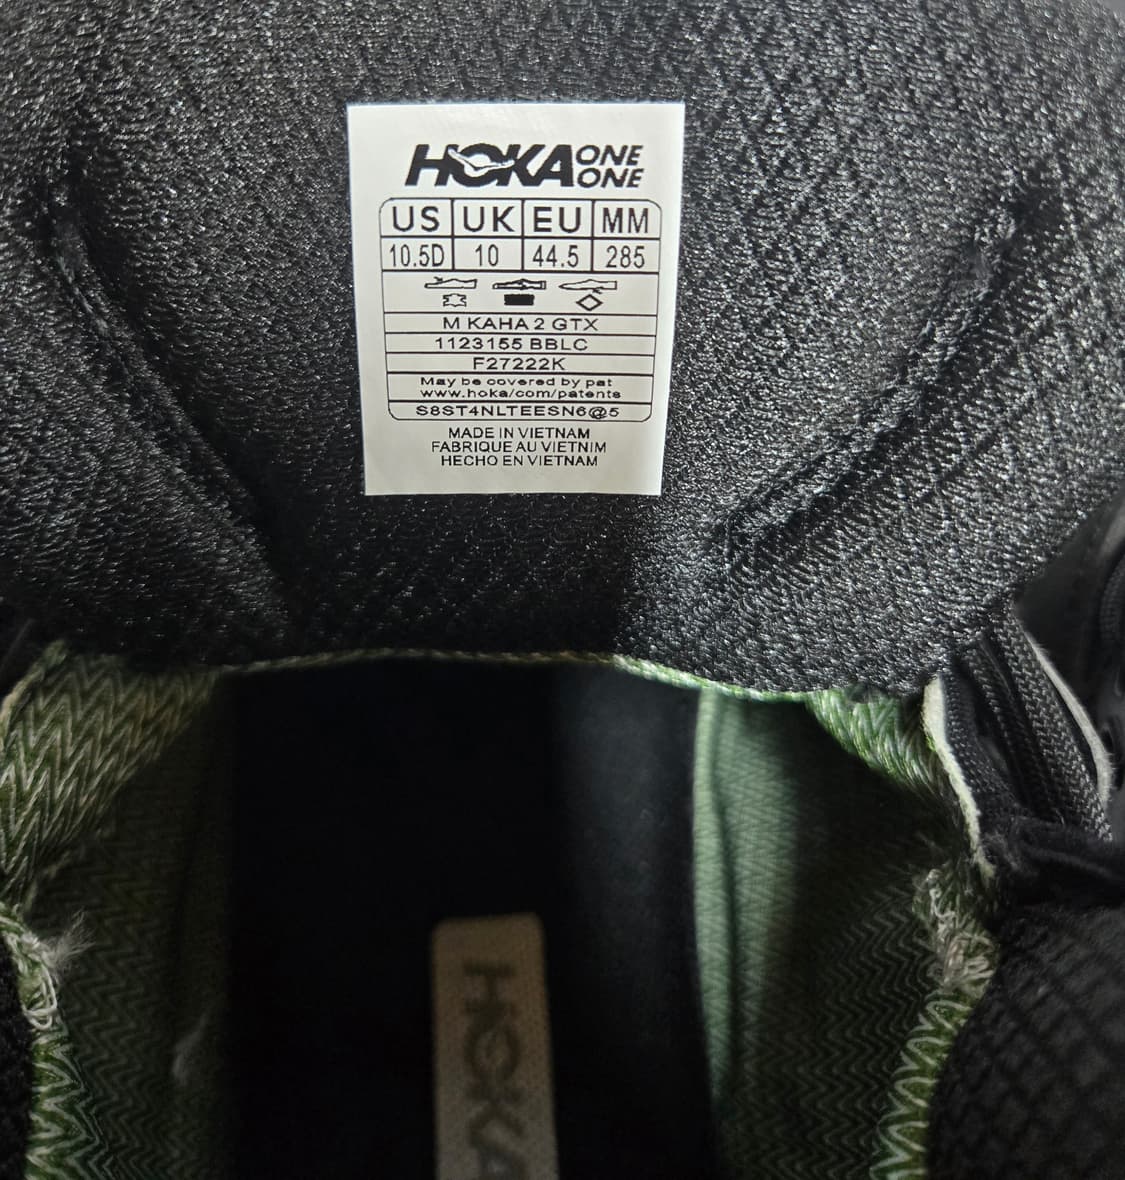 HOKA ONE ONE
US UK EU MM
10.5D 10 44.5 285
M KAHA 2 GTX
1123155 BBLC
F27222K
May be covered by pat
www.hoka/com/patents
S8ST4NLTEESN6@5
MADE IN VIETNAM
FABRIQUE AU VIETNIM
HECHO EN VIETNAM
HOKA